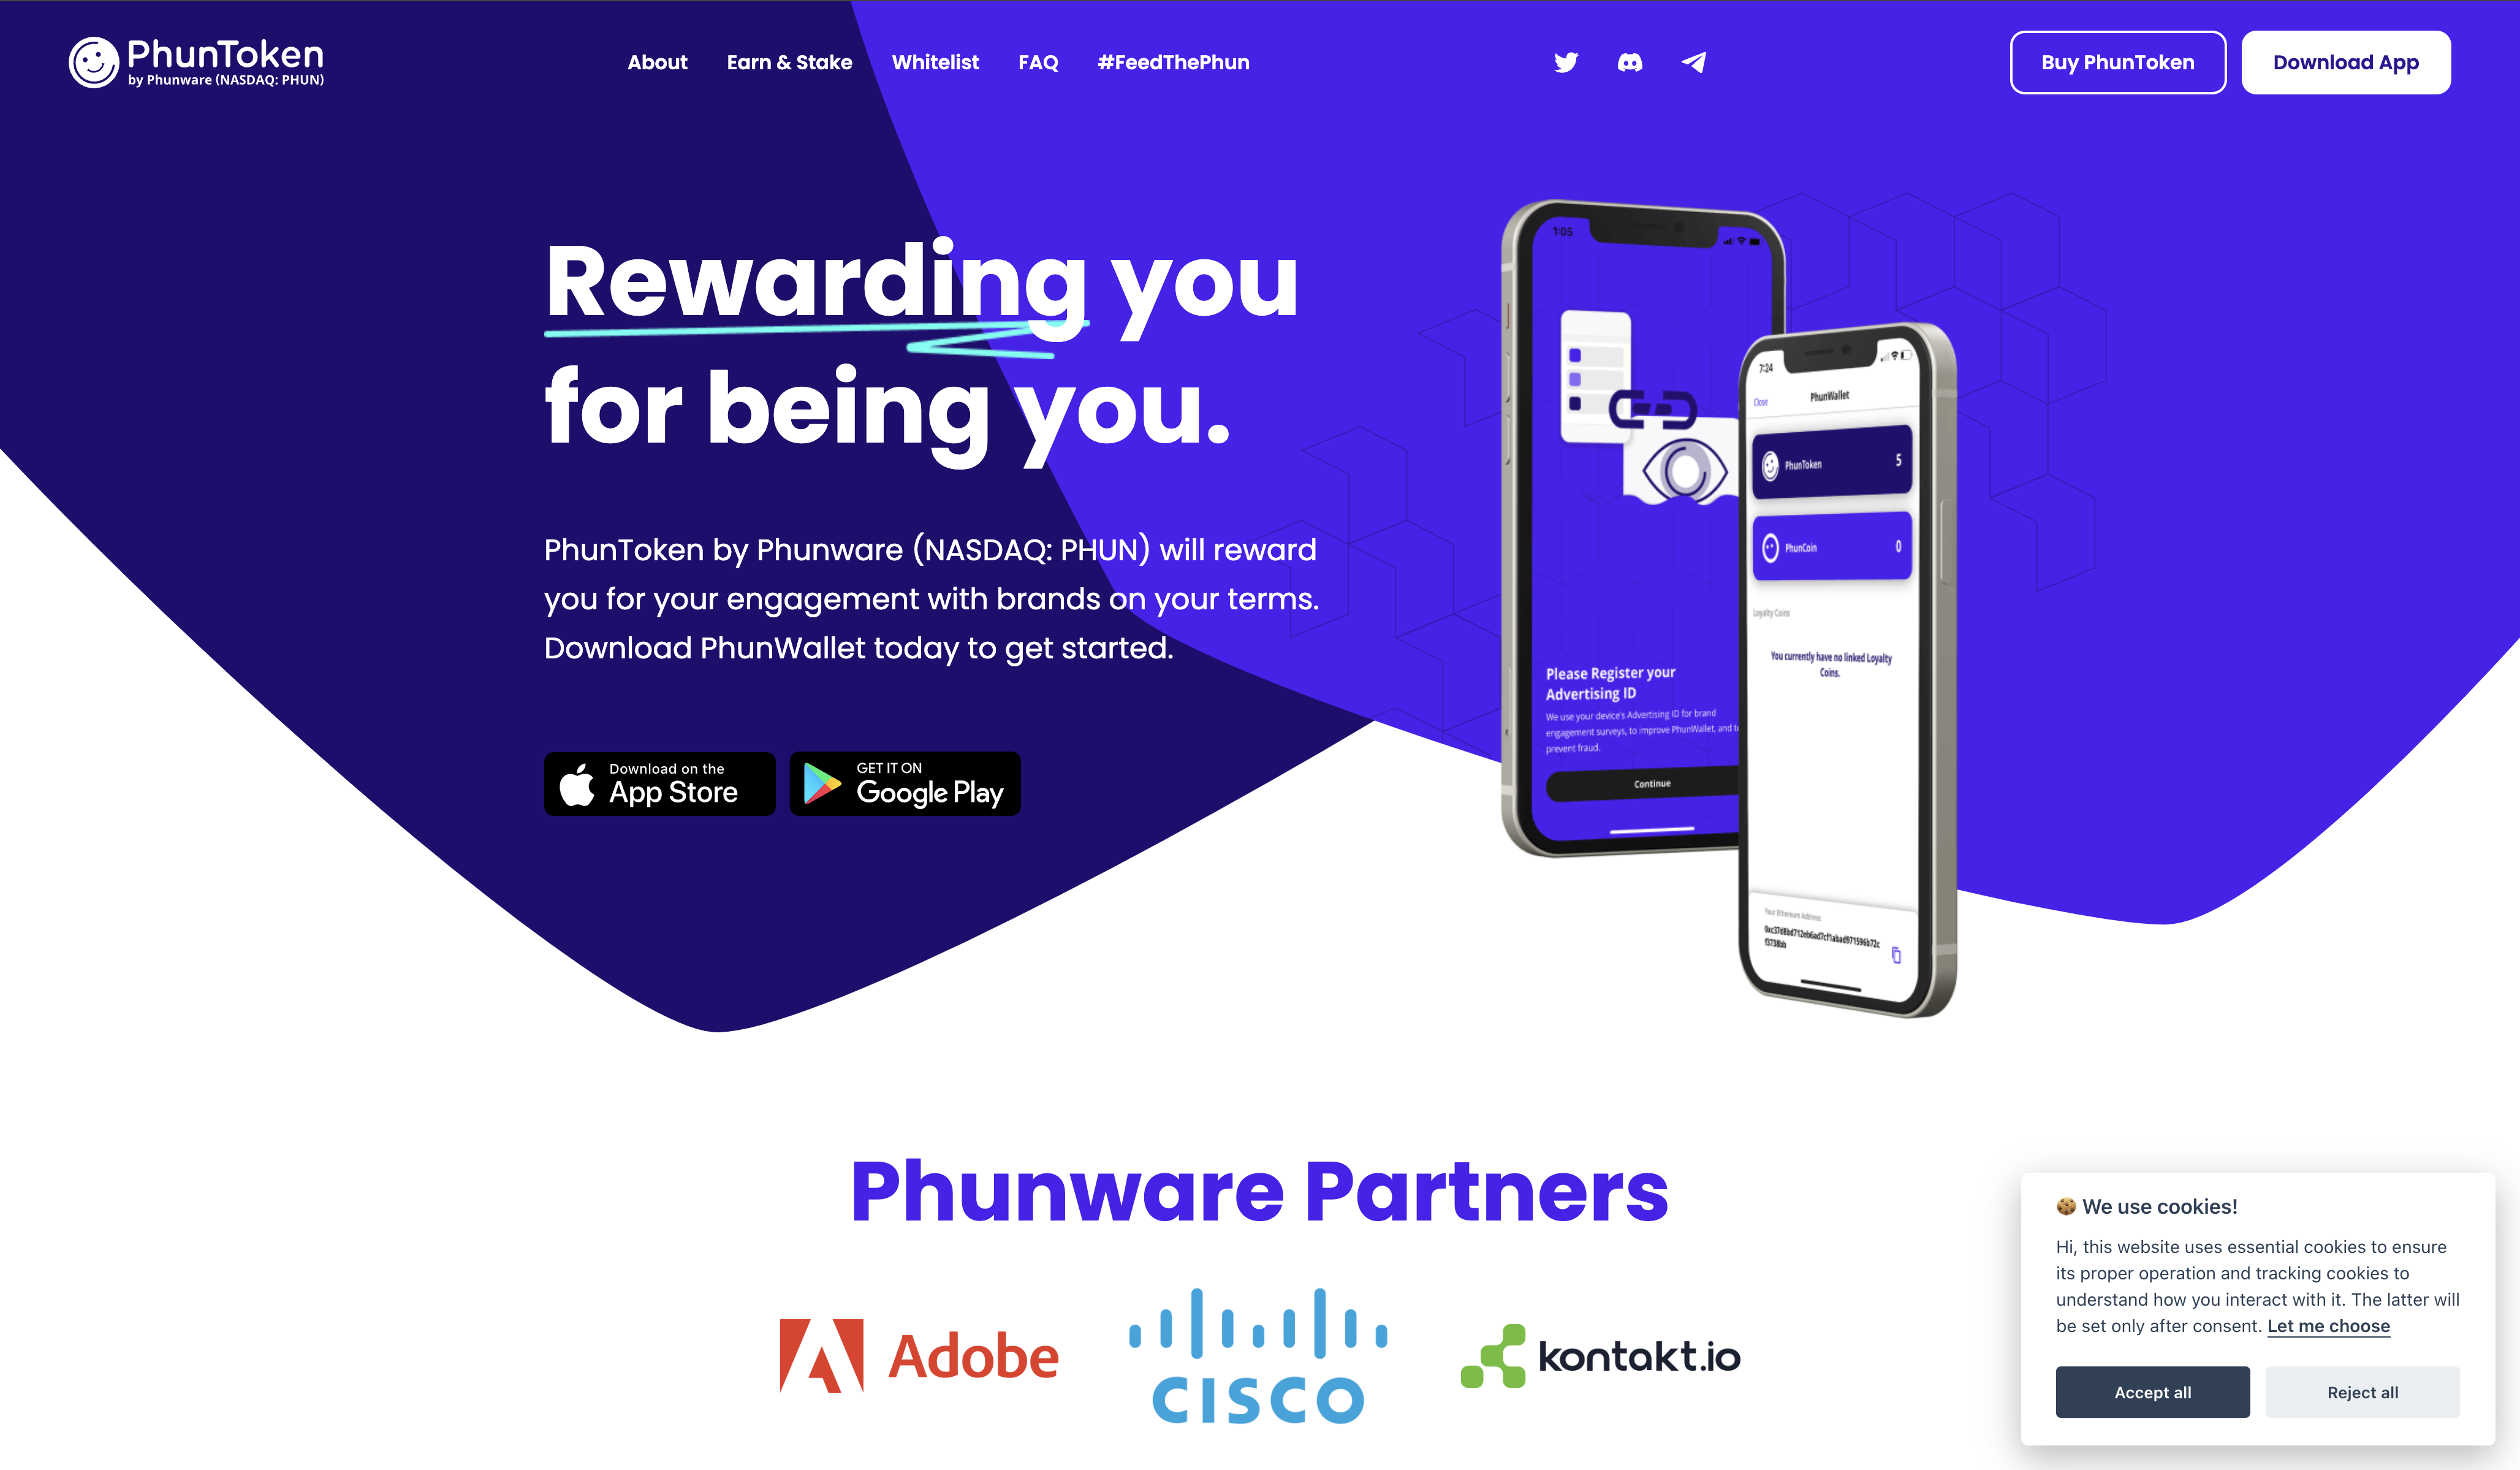 PhunToken
by Phunware (NASDAQ: PHUN)
About
Earn & Stake
Whitelist
FAQ
#FeedThePhun
Buy PhunToken
Download App
Rewarding you
for being you.
PhunToken by Phunware (NASDAQ: PHUN) will reward
you for your engagement with brands on your terms.
Download PhunWallet today to get started.
Download on the
App Store
GET IT ON
Google Play
1:05
Please Register your
Advertising ID
We use your device's Advertising ID for brand
engagement surveys, to improve PhunWallet, and to
prevent fraud.
Continue
7:24
Close
PhunWallet
PhunToken
5
PhunCoin
0
Loyalty Coins
You currently have no linked Loyalty
Coins.
Your Ethereum Address:
Phunware Partners
Adobe
CISCO
kontakt.io
We use cookies!
Hi, this website uses essential cookies to ensure
its proper operation and tracking cookies to
understand how you interact with it. The latter will
be set only after consent. Let me choose
Accept all
Reject all